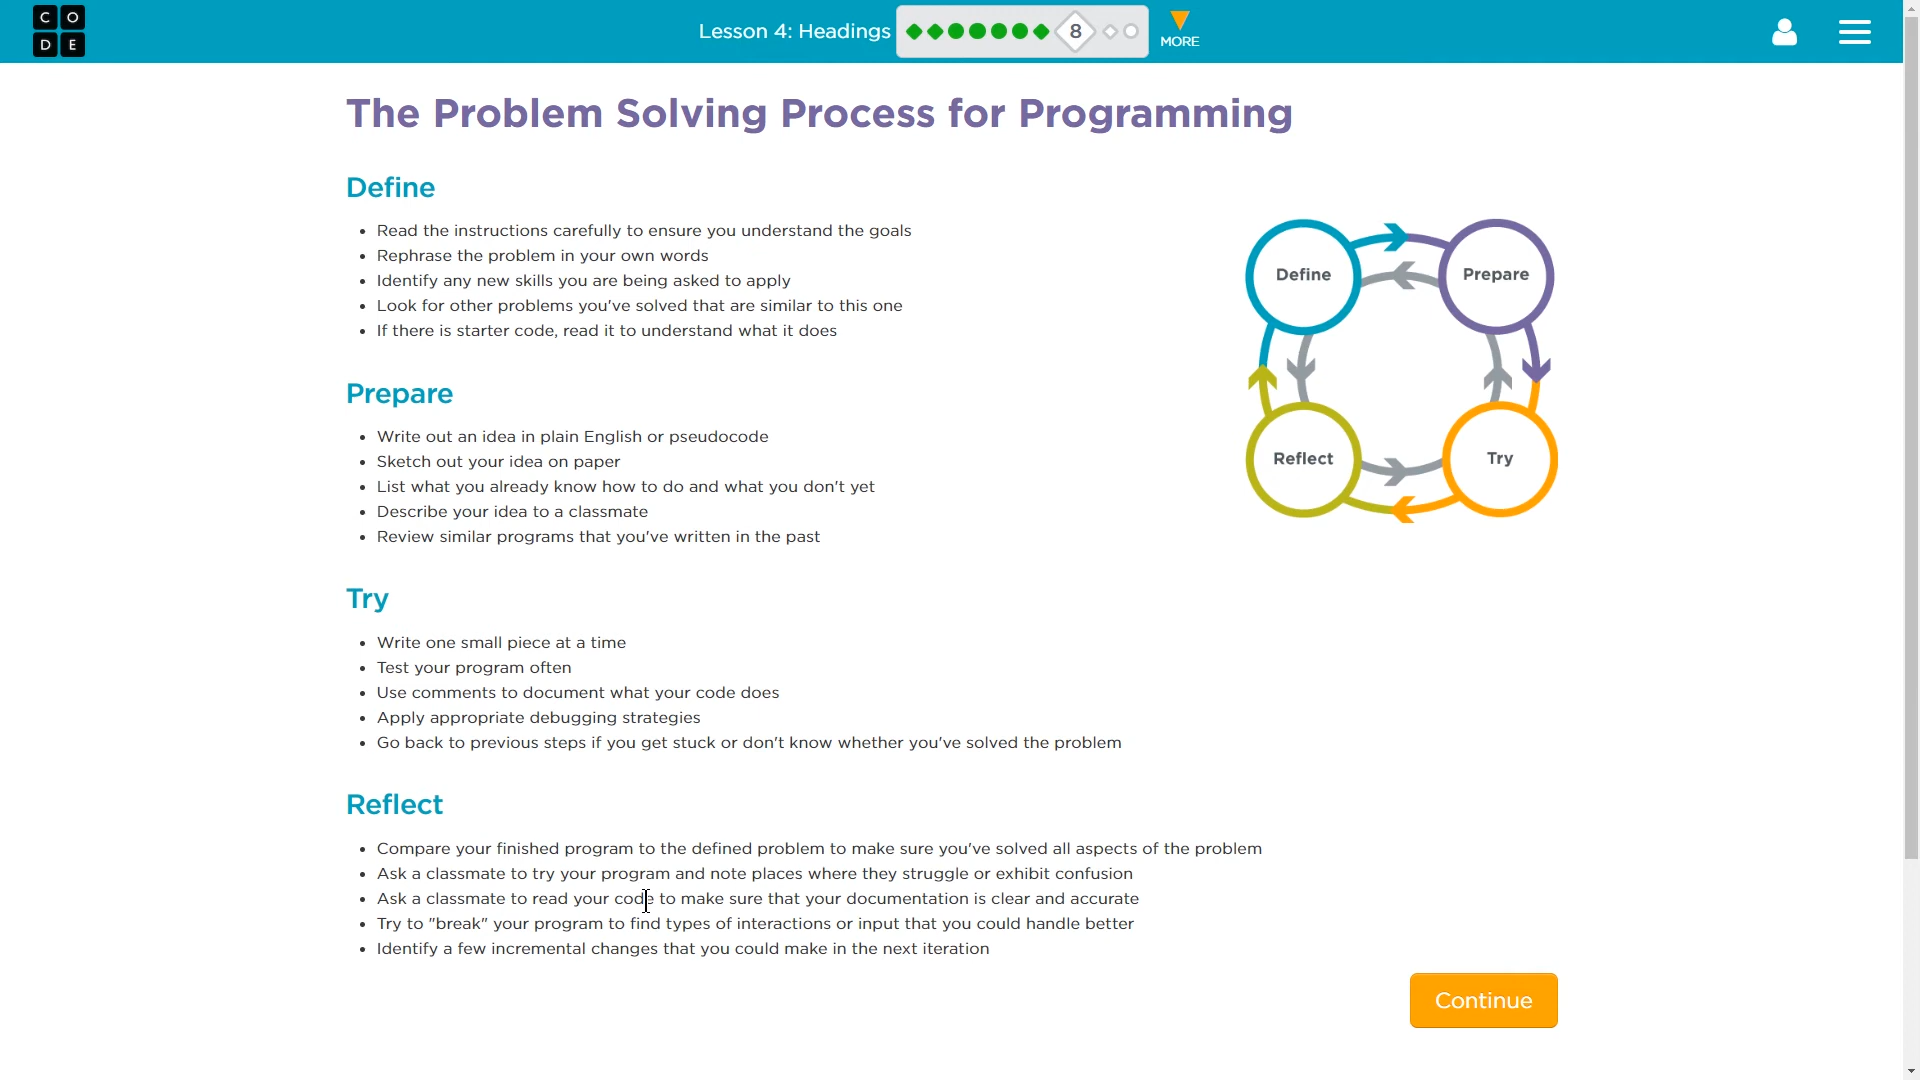 CO
DE
Lesson 4: Headings
8
MORE
The Problem Solving Process for Programming
Define
• Read the instructions carefully to ensure you understand the goals
• Rephrase the problem in your own words
• Identify any new skills you are being asked to apply
• Look for other problems you've solved that are similar to this one
• If there is starter code, read it to understand what it does
Prepare
• Write out an idea in plain English or pseudocode
• Sketch out your idea on paper
• List what you already know how to do and what you don't yet
• Describe your idea to a classmate
• Review similar programs that you've written in the past
Try
• Write one small piece at a time
• Test your program often
• Use comments to document what your code does
• Apply appropriate debugging strategies
• Go back to previous steps if you get stuck or don't know whether you've solved the problem
Reflect
• Compare your finished program to the defined problem to make sure you've solved all aspects of the problem
• Ask a classmate to try your program and note places where they struggle or exhibit confusion
• Ask a classmate to read your code to make sure that your documentation is clear and accurate
• Try to "break" your program to find types of interactions or input that you could handle better
• Identify a few incremental changes that you could make in the next iteration
Define
Prepare
Reflect
Try
Continue